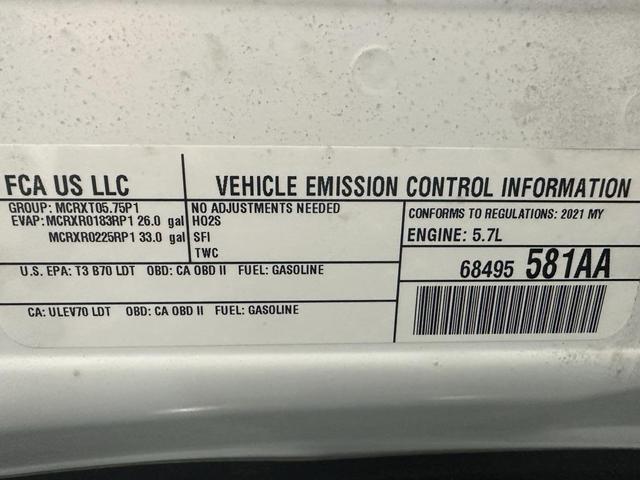 FCA US LLC
VEHICLE EMISSION CONTROL INFORMATION
GROUP: MCRXT05.75P1
EVAP: MCRXR0183RP1 26.0 gal
MCRXR0225RP1 33.0 gal
NO ADJUSTMENTS NEEDED
HO2S
SFI
TWC
CONFORMS TO REGULATIONS: 2021 MY
ENGINE: 5.7L
U.S. EPA: T3 B70 LDT OBD: CA OBD II FUEL: GASOLINE
68495 581AA
CA: ULEV70 LDT OBD: CA OBD II FUEL: GASOLINE